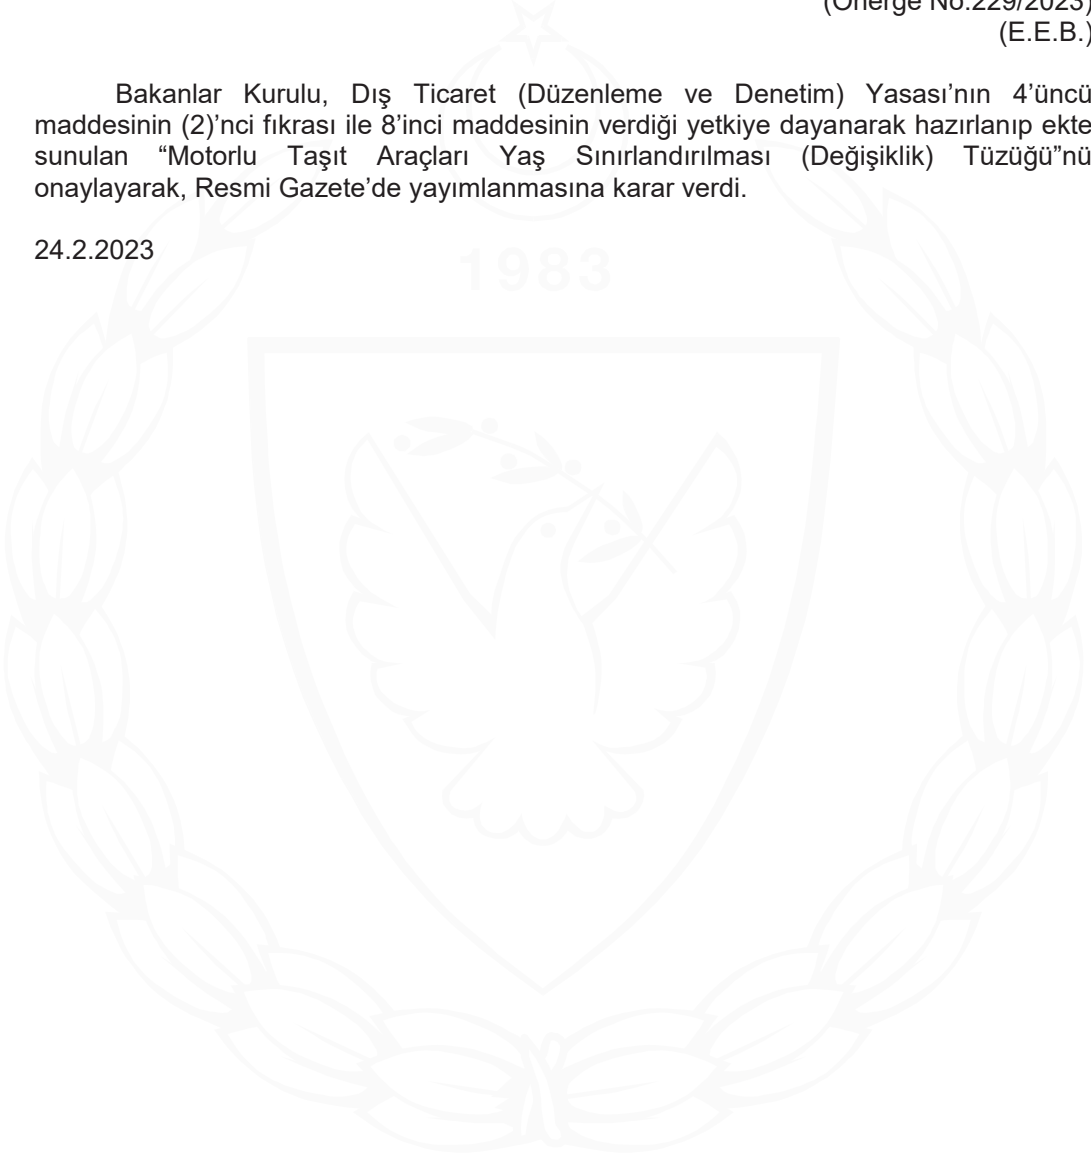 (Önerge No:229/2023)
(E.E.B.)
Bakanlar Kurulu, Dış Ticaret (Düzenleme ve Denetim) Yasası’nın 4’üncü
maddesinin (2)’nci fıkrası ile 8’inci maddesinin verdiği yetkiye dayanarak hazırlanıp ekte
sunulan “Motorlu Taşıt Araçları Yaş Sınırlandırılması (Değişiklik) Tüzüğü”nü
onaylayarak, Resmi Gazete’de yayımlanmasına karar verdi.
24.2.2023
1983